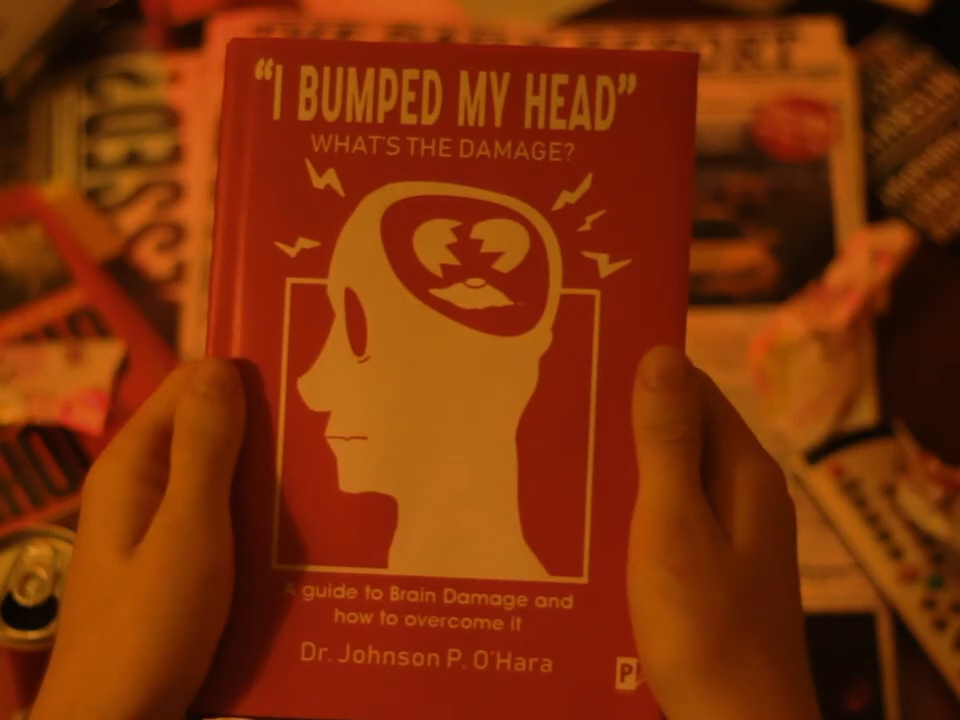 "I BUMPED MY HEAD"
WHAT'S THE DAMAGE?
A guide to Brain Damage and
how to overcome it
Dr. Johnson P. O'Hara
P